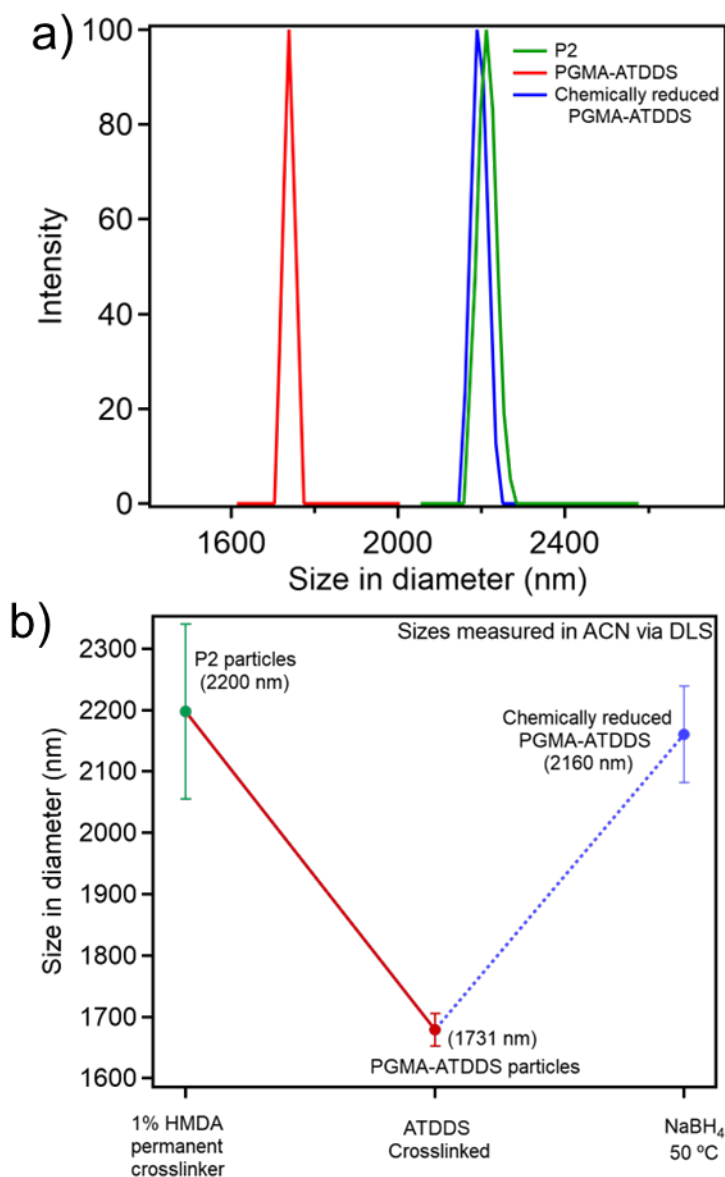 a)
100
80
60
40
20
0
Intensity
P2
PGMA-ATDDS
Chemically reduced
PGMA-ATDDS
1600
2000
2400
Size in diameter (nm)
b)
Sizes measured in ACN via DLS
2300
2200
2100
2000
1900
1800
1700
1600
Size in diameter (nm)
P2 particles
(2200 nm)
Chemically reduced
PGMA-ATDDS
(2160 nm)
(1731 nm)
PGMA-ATDDS particles
1% HMDA
permanent
crosslinker
ATDDS
Crosslinked
NaBH₄
50 ºC